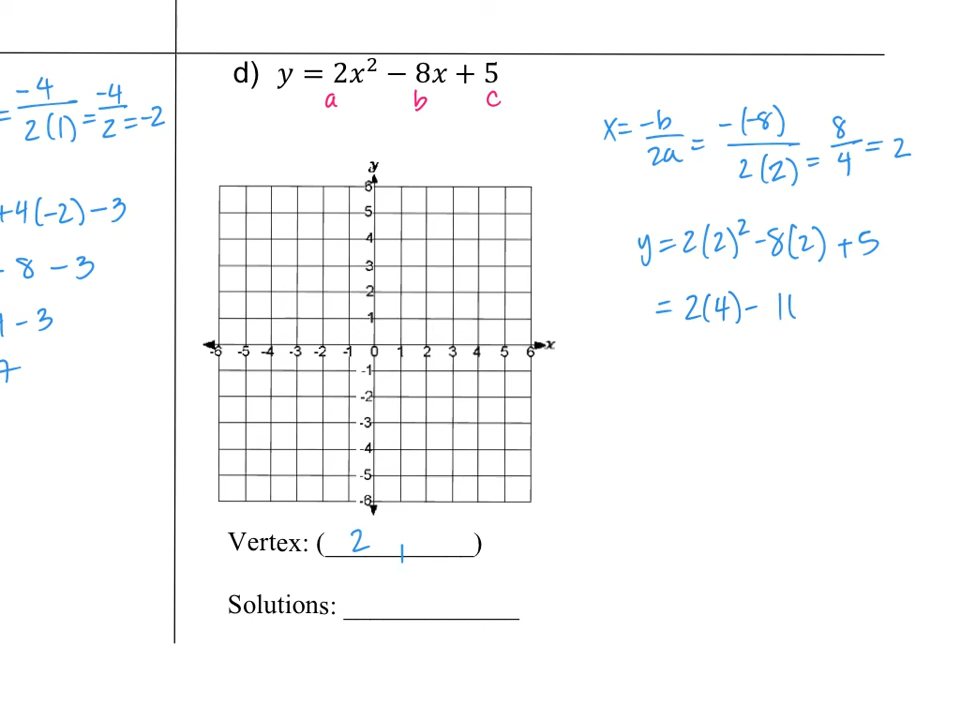 d) y = 2x² − 8x + 5
a b c
= -4/2(1) = -4/2 = -2
+4(-2) - 3
- 8 - 3
- 3
7
x = -b/2a = -(-8)/2(2) = 8/4 = 2
y = 2(2)² - 8(2) + 5
= 2(4) - 1(
y
6
5
4
3
2
1
-6 -5 -4 -3 -2 -1 0 1 2 3 4 5 6 x
-1
-2
-3
-4
-5
-6
Vertex: ( 2 , )
Solutions: